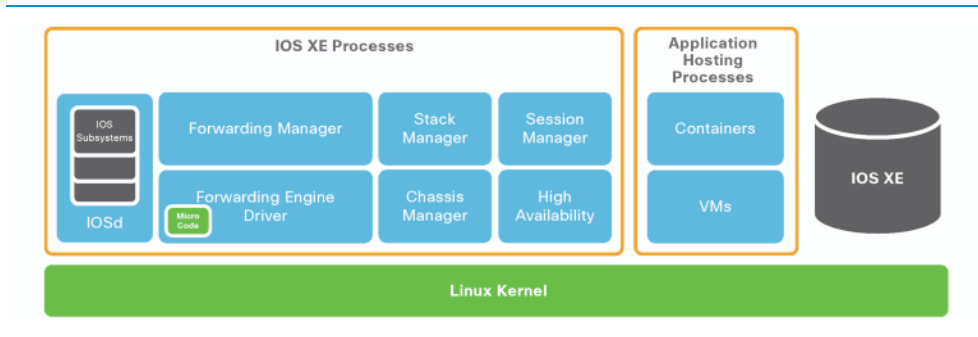 IOS XE Processes
IOS
Subsystems
IOSd
Forwarding Manager
Forwarding Engine
Driver
Micro
Code
Stack
Manager
Chassis
Manager
Session
Manager
High
Availability
Application
Hosting
Processes
Containers
VMs
IOS XE
Linux Kernel